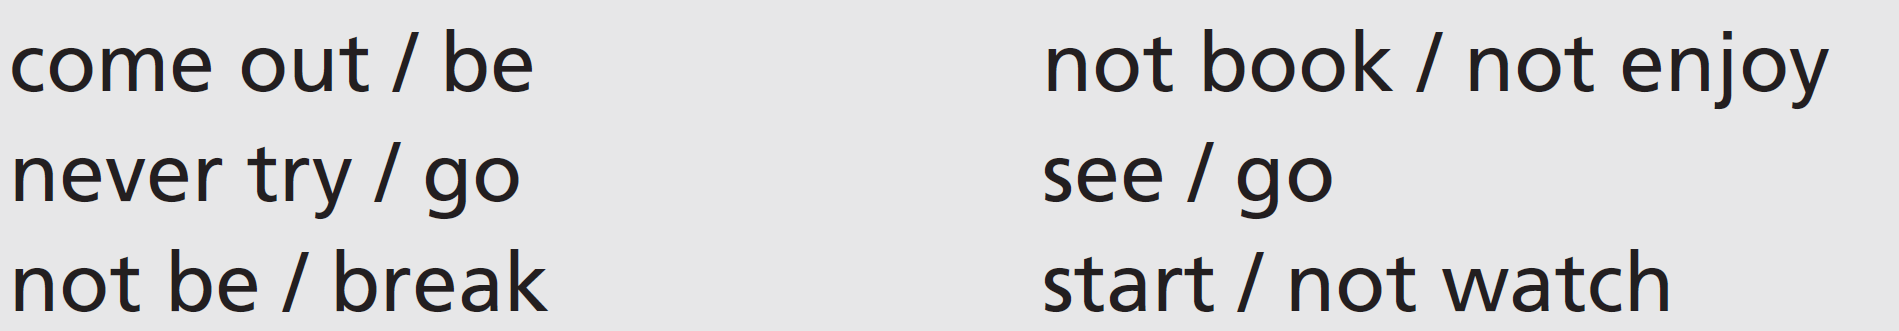 come out / be
never try / go
not be / break
not book / not enjoy
see / go
start / not watch